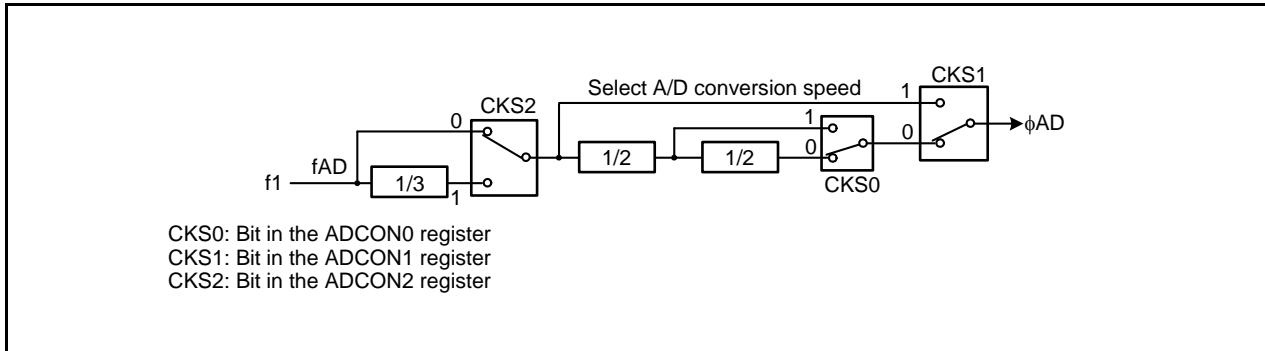 Select A/D conversion speed
CKS1
1
CKS2
0
1
φAD
0
fAD
1/2
1/2
0
f1
1/3
1
CKS0
CKS0: Bit in the ADCON0 register
CKS1: Bit in the ADCON1 register
CKS2: Bit in the ADCON2 register